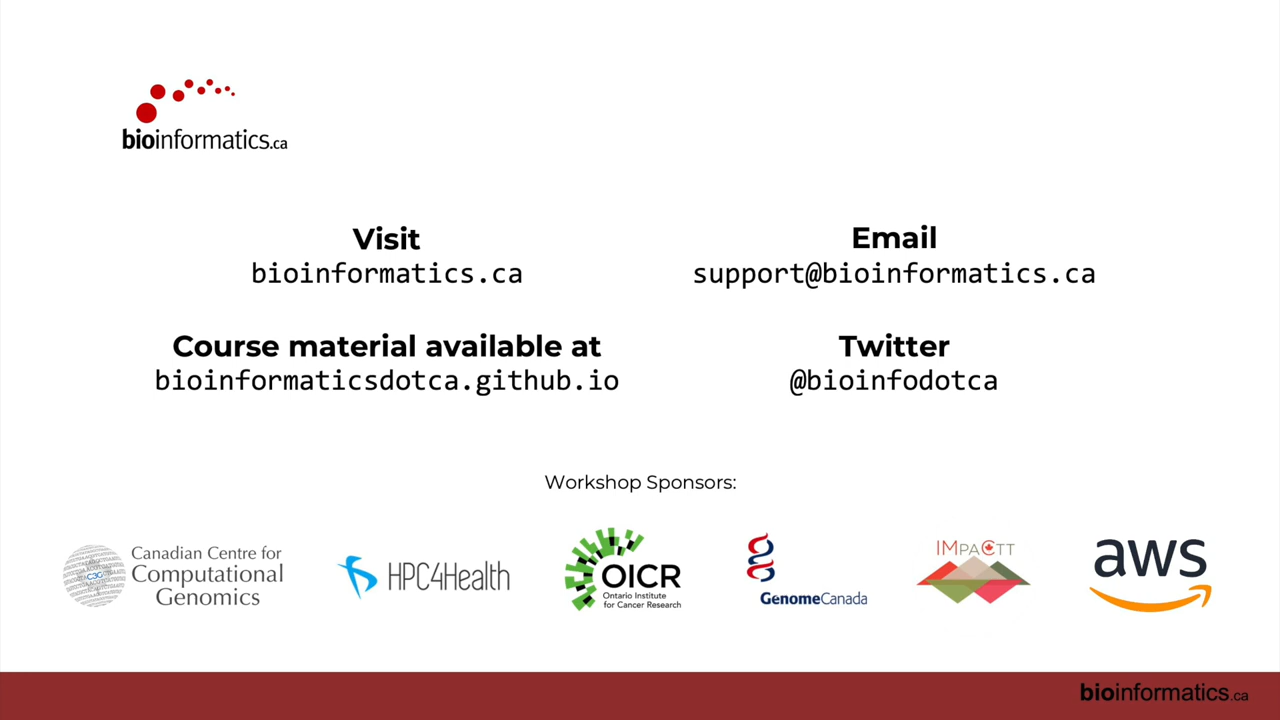 bioinformatics.ca
Visit
bioinformatics.ca
Email
support@bioinformatics.ca
Course material available at
bioinformaticsdotca.github.io
Twitter
@bioinfodotca
Workshop Sponsors:
C3G
Canadian Centre for
Computational
Genomics
HPC4Health
OICR
Ontario Institute
for Cancer Research
GenomeCanada
IMPACTT
aws
bioinformatics.ca